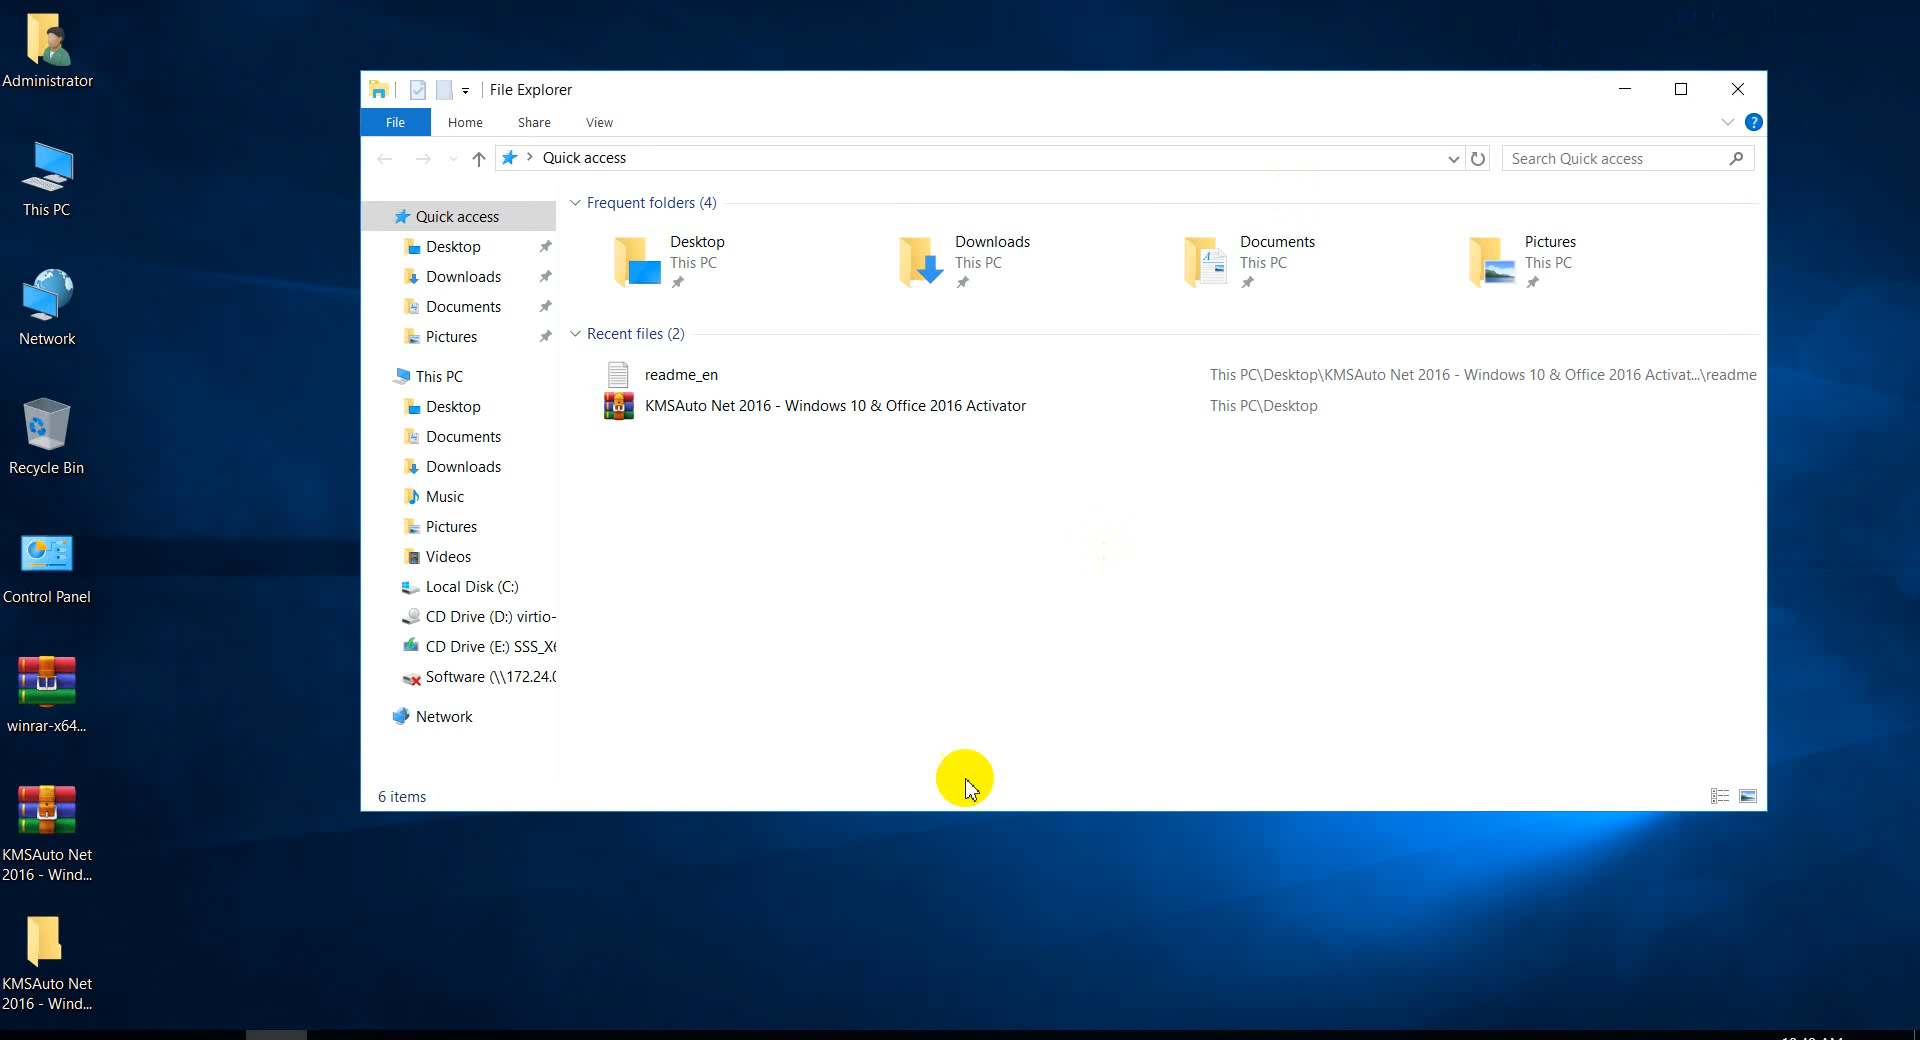 Administrator
This PC
Network
Recycle Bin
Control Panel
winrar-x64...
KMSAuto Net
2016 - Wind...
KMSAuto Net
2016 - Wind...
File Explorer
File Home Share View
Quick access
Search Quick access
Quick access
Desktop
Downloads
Documents
Pictures
This PC
Desktop
Documents
Downloads
Music
Pictures
Videos
Local Disk (C:)
CD Drive (D:) virtio-
CD Drive (E:) SSS_X6
Software (\\172.24.0
Network
Frequent folders (4)
Desktop
This PC
Downloads
This PC
Documents
This PC
Pictures
This PC
Recent files (2)
readme_en This PC\Desktop\KMSAuto Net 2016 - Windows 10 & Office 2016 Activat...\readme
KMSAuto Net 2016 - Windows 10 & Office 2016 Activator This PC\Desktop
6 items